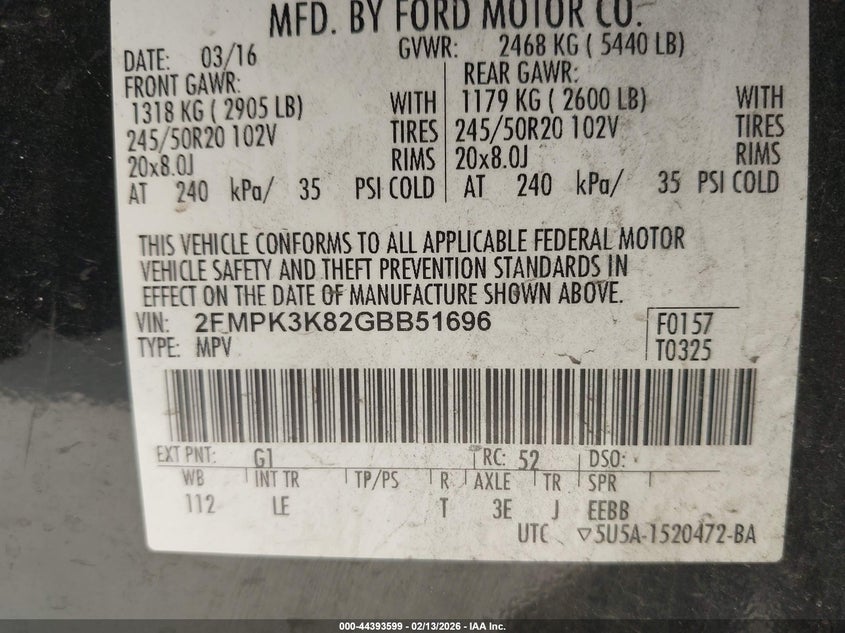 MFD. BY FORD MOTOR CO.
DATE: 03/16 GVWR: 2468 KG ( 5440 LB)
FRONT GAWR: REAR GAWR:
1318 KG ( 2905 LB) WITH 1179 KG ( 2600 LB) WITH
245/50R20 102V TIRES 245/50R20 102V TIRES
20x8.0J RIMS 20x8.0J RIMS
AT 240 kPa/ 35 PSI COLD AT 240 kPa/ 35 PSI COLD
THIS VEHICLE CONFORMS TO ALL APPLICABLE FEDERAL MOTOR
VEHICLE SAFETY AND THEFT PREVENTION STANDARDS IN
EFFECT ON THE DATE OF MANUFACTURE SHOWN ABOVE.
VIN: 2FMPK3K82GBB51696 F0157
TYPE: MPV T0325
EXT PNT: G1 RC: 52 DSO:
WB INT TR TP/PS R AXLE TR SPR
112 LE T 3E J EEBB
UTC ▽5U5A-1520472-BA
000-44393599 - 02/13/2026 - IAA Inc.